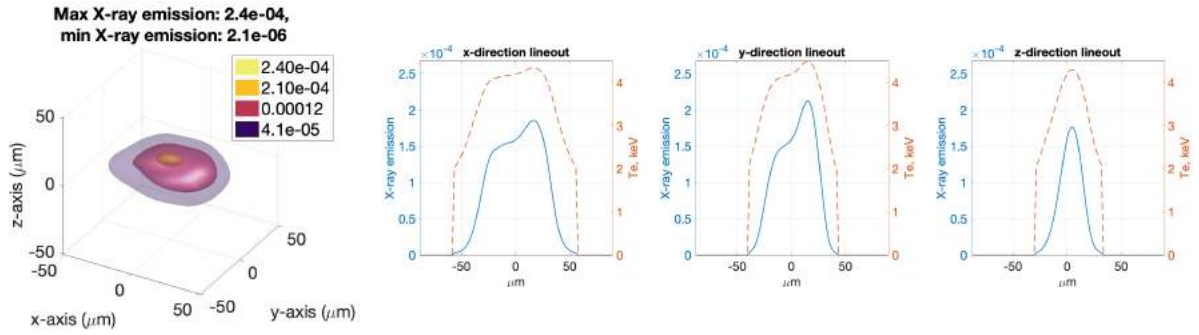 Max X-ray emission: 2.4e-04,
min X-ray emission: 2.1e-06
2.40e-04
2.10e-04
0.00012
4.1e-05
50
0
-50
z-axis (μm)
-50
0
50
x-axis (μm)
-50
0
50
y-axis (μm)
×10⁻⁴
x-direction lineout
2.5
2
1.5
1
0.5
0
X-ray emission
4
3
2
1
0
Te, keV
-50
0
50
μm
×10⁻⁴
y-direction lineout
2.5
2
1.5
1
0.5
0
X-ray emission
4
3
2
1
0
Te, keV
-50
0
50
μm
×10⁻⁴
z-direction lineout
2.5
2
1.5
1
0.5
0
X-ray emission
4
3
2
1
0
Te, keV
-50
0
50
μm